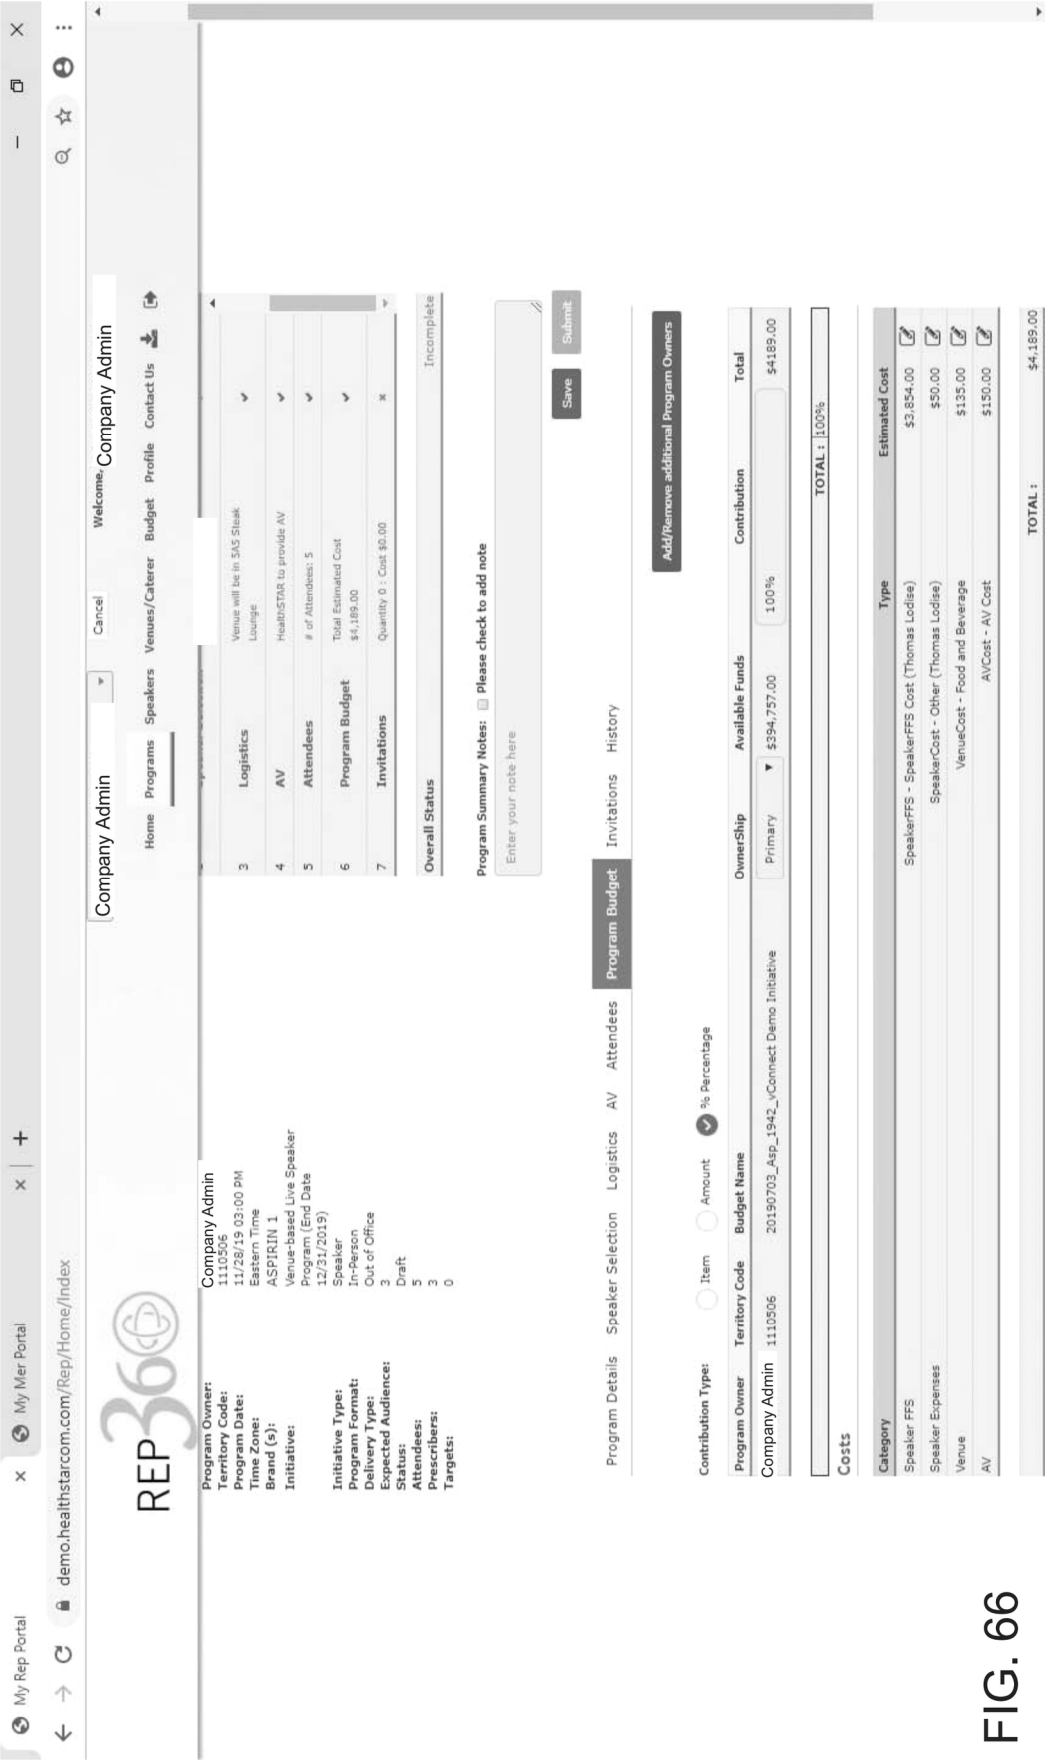 My Rep Portal
My Mer Portal
demo.healthstarcom.com/Rep/Home/Index
Company Admin
Cancel
Welcome, Company Admin
REP360
Home Programs Speakers Venues/Caterer Budget Profile Contact Us
Program Owner: Company Admin
Territory Code: 1110506
Program Date: 11/28/19 03:00 PM
Time Zone: Eastern Time
Brand (s): ASPIRIN 1
Initiative: Venue-based Live Speaker
Program (End Date
12/31/2019)
Initiative Type: Speaker
Program Format: In-Person
Delivery Type: Out of Office
Expected Audience: 3
Status: Draft
Attendees: 5
Prescribers: 3
Targets: 0
3 Logistics Venue will be in SAS Steak
Lounge
4 AV HealthSTAR to provide AV
5 Attendees # of Attendees: 5
6 Program Budget Total Estimated Cost
$4,189.00
7 Invitations Quantity 0 : Cost $0.00
Overall Status Incomplete
Program Summary Notes: Please check to add note
Enter your note here
Save Submit
Program Details Speaker Selection Logistics AV Attendees Program Budget Invitations History
Add/Remove additional Program Owners
Contribution Type: Item Amount % Percentage
Program Owner Territory Code Budget Name OwnerShip Available Funds Contribution Total
Company Admin 1110506 20190703_Asp_1942_vConnect Demo Initiative Primary $394,757.00 100% $4189.00
TOTAL : 100%
Costs
Category Type Estimated Cost
Speaker FFS SpeakerFFS - SpeakerFFS Cost (Thomas Lodise) $3,854.00
Speaker Expenses SpeakerCost - Other (Thomas Lodise) $50.00
Venue VenueCost - Food and Beverage $135.00
AV AVCost - AV Cost $150.00
TOTAL : $4,189.00
FIG. 66